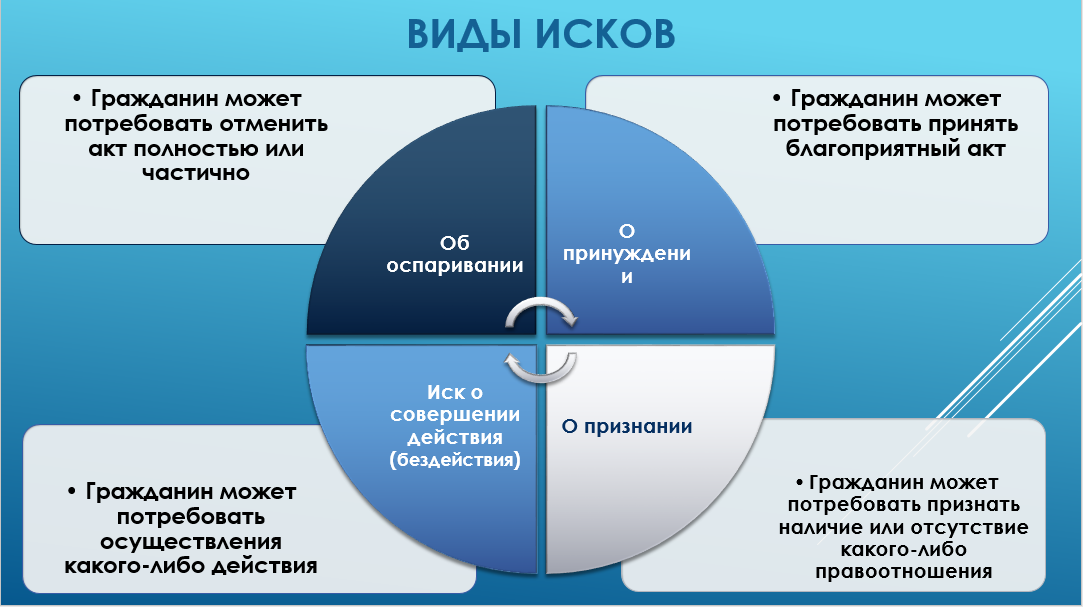 ВИДЫ ИСКОВ
• Гражданин может
потребовать отменить
акт полностью или
частично
• Гражданин может
потребовать принять
благоприятный акт
Об
оспаривании
О
принуждени
и
Иск о
совершении
действия
(бездействия)
О признании
• Гражданин может
потребовать
осуществления
какого-либо действия
• Гражданин может
потребовать признать
наличие или отсутствие
какого-либо
правоотношения